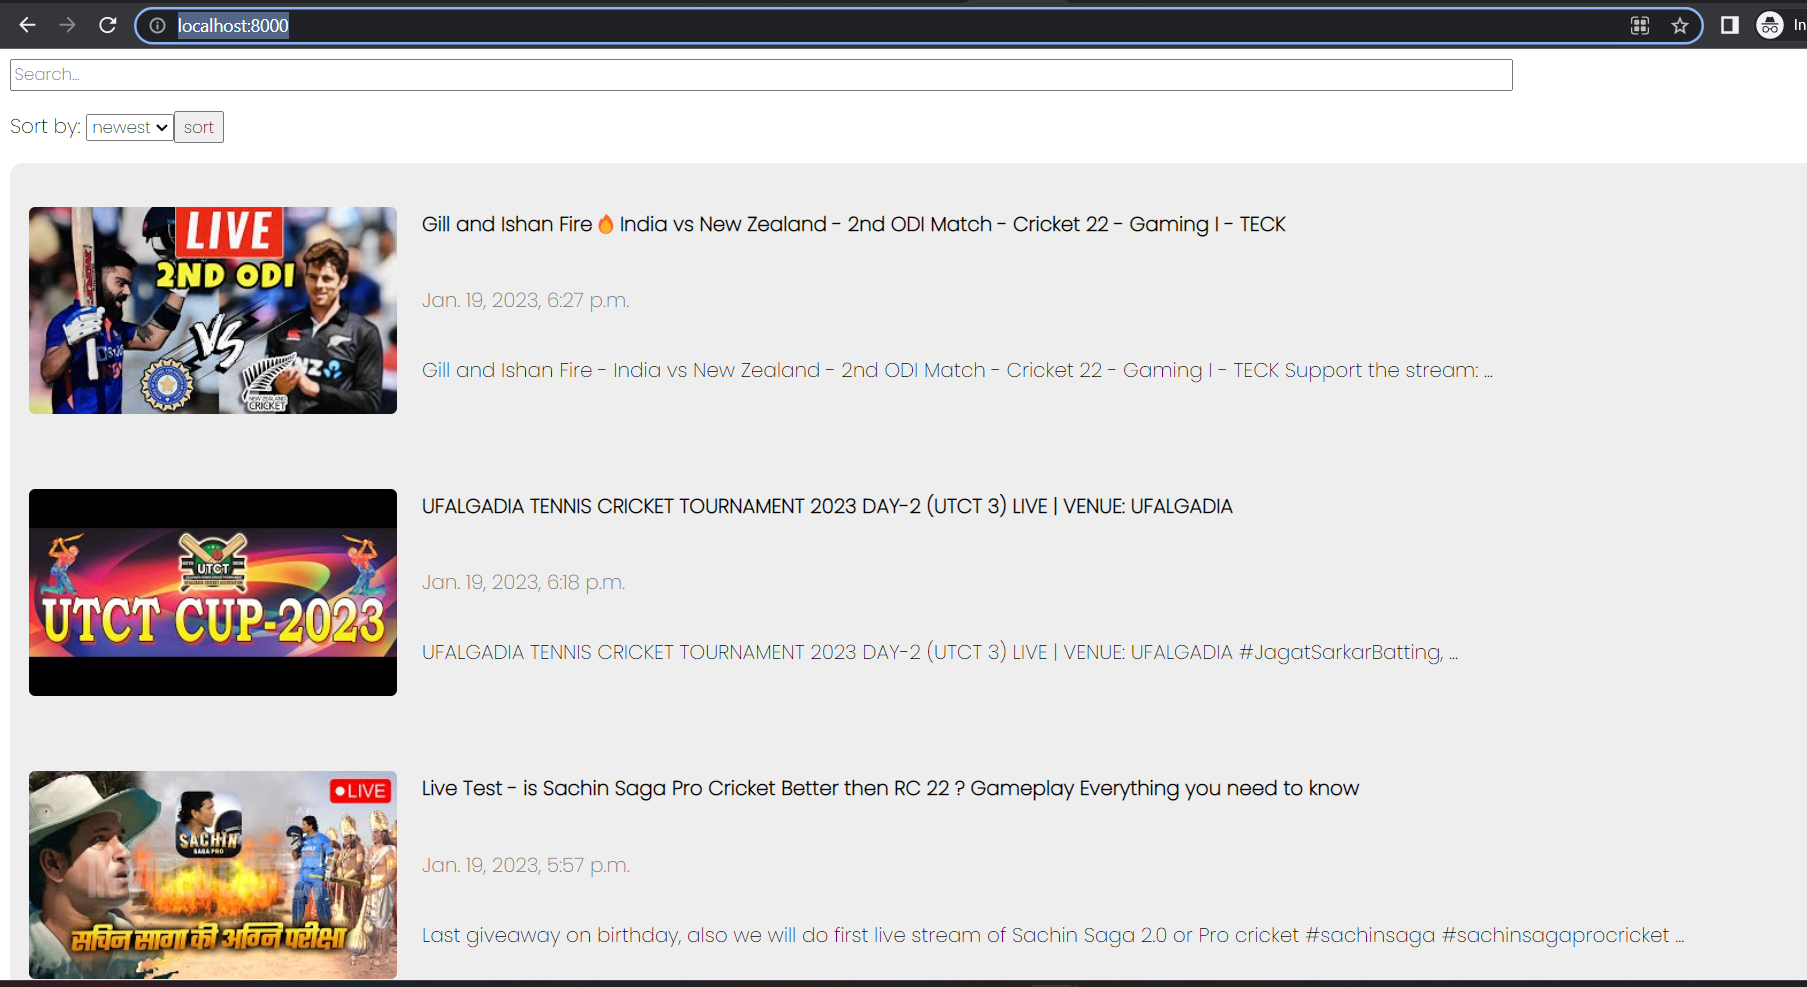 localhost:8000
In
Search...
Sort by: newest sort
LIVE
2ND ODI
VS
NZ
NEW ZEALAND
CRICKET
Gill and Ishan Fire🔥India vs New Zealand - 2nd ODI Match - Cricket 22 - Gaming I - TECK
Jan. 19, 2023, 6:27 p.m.
Gill and Ishan Fire - India vs New Zealand - 2nd ODI Match - Cricket 22 - Gaming I - TECK Support the stream: ...
UTCT
UTCT CUP-2023
UFALGADIA TENNIS CRICKET TOURNAMENT 2023 DAY-2 (UTCT 3) LIVE | VENUE: UFALGADIA
Jan. 19, 2023, 6:18 p.m.
UFALGADIA TENNIS CRICKET TOURNAMENT 2023 DAY-2 (UTCT 3) LIVE | VENUE: UFALGADIA #JagatSarkarBatting, ...
LIVE
SACHIN
SAGA PRO
सचिन सागा की अग्नि परीक्षा
Live Test - is Sachin Saga Pro Cricket Better then RC 22 ? Gameplay Everything you need to know
Jan. 19, 2023, 5:57 p.m.
Last giveaway on birthday, also we will do first live stream of Sachin Saga 2.0 or Pro cricket #sachinsaga #sachinsagaprocricket ...